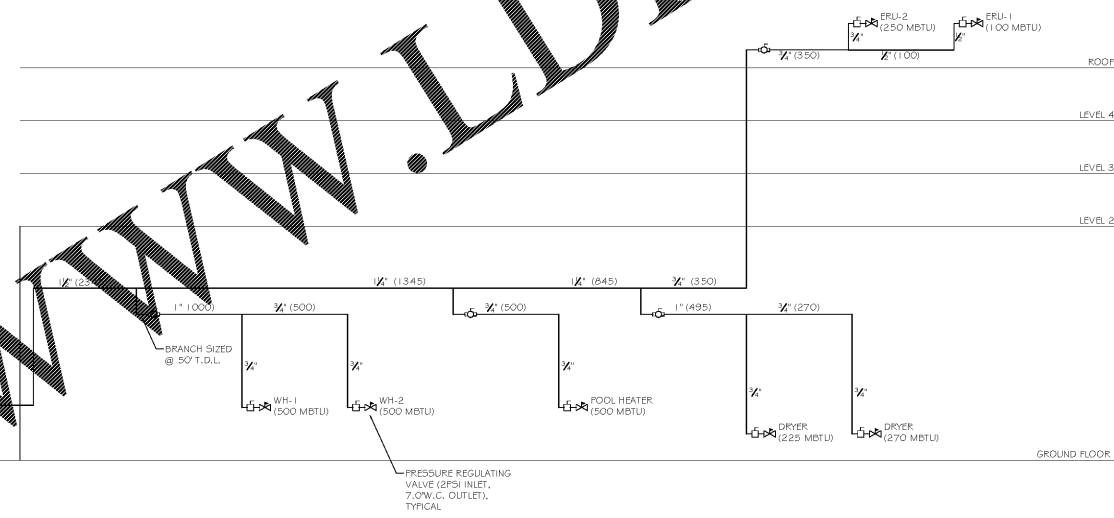 WWW.LD
ERU-2
(250 MBTU)
ERU-1
(100 MBTU)
¾"
½"
¾" (350)
½" (100)
ROOF
LEVEL 4
LEVEL 3
LEVEL 2
1¼" (1345)
1¼" (845)
¾" (350)
1" 1000)
¾" (500)
¾" (500)
1" (495)
¾" (270)
BRANCH SIZED
@ 50' T.D.L.
¾"
¾"
¾"
¾"
¾"
WH-1
(500 MBTU)
WH-2
(500 MBTU)
POOL HEATER
(500 MBTU)
DRYER
(225 MBTU)
DRYER
(270 MBTU)
GROUND FLOOR
PRESSURE REGULATING
VALVE (2PSI INLET,
7.0"W.C. OUTLET),
TYPICAL